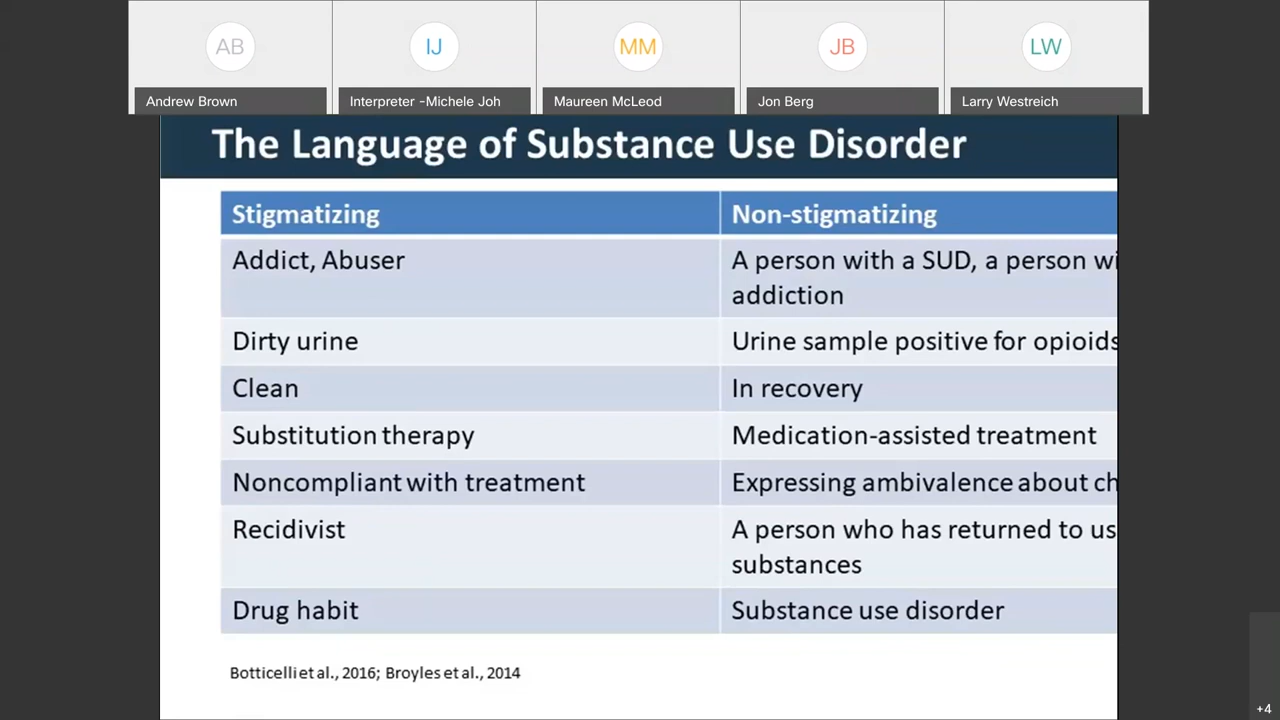 AB
IJ
MM
JB
LW
Andrew Brown
Interpreter -Michele Joh
Maureen McLeod
Jon Berg
Larry Westreich
The Language of Substance Use Disorder
Stigmatizing
Non-stigmatizing
Addict, Abuser
A person with a SUD, a person wi
addiction
Dirty urine
Urine sample positive for opioids
Clean
In recovery
Substitution therapy
Medication-assisted treatment
Noncompliant with treatment
Expressing ambivalence about ch
Recidivist
A person who has returned to us
substances
Drug habit
Substance use disorder
Botticelli et al., 2016; Broyles et al., 2014
+4